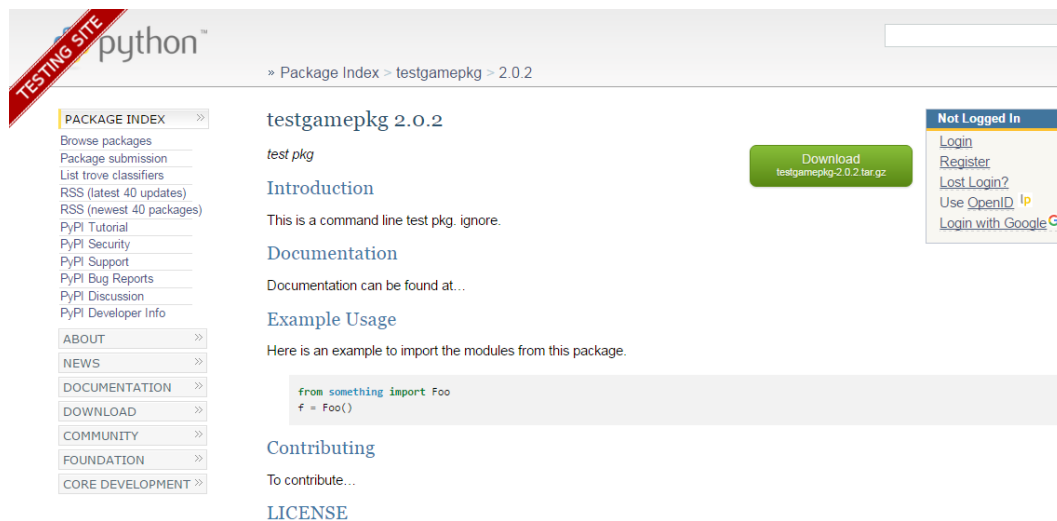 TESTING SITE
python™
» Package Index > testgamepkg > 2.0.2
PACKAGE INDEX »
Browse packages
Package submission
List trove classifiers
RSS (latest 40 updates)
RSS (newest 40 packages)
PyPI Tutorial
PyPI Security
PyPI Support
PyPI Bug Reports
PyPI Discussion
PyPI Developer Info
ABOUT »
NEWS »
DOCUMENTATION »
DOWNLOAD »
COMMUNITY »
FOUNDATION »
CORE DEVELOPMENT »
testgamepkg 2.0.2
test pkg
Download
testgamepkg-2.0.2.tar.gz
Introduction
This is a command line test pkg. ignore.
Documentation
Documentation can be found at…
Example Usage
Here is an example to import the modules from this package.
from something import Foo
f = Foo()
Contributing
To contribute…
LICENSE
Not Logged In
Login
Register
Lost Login?
Use OpenID lp
Login with Google G